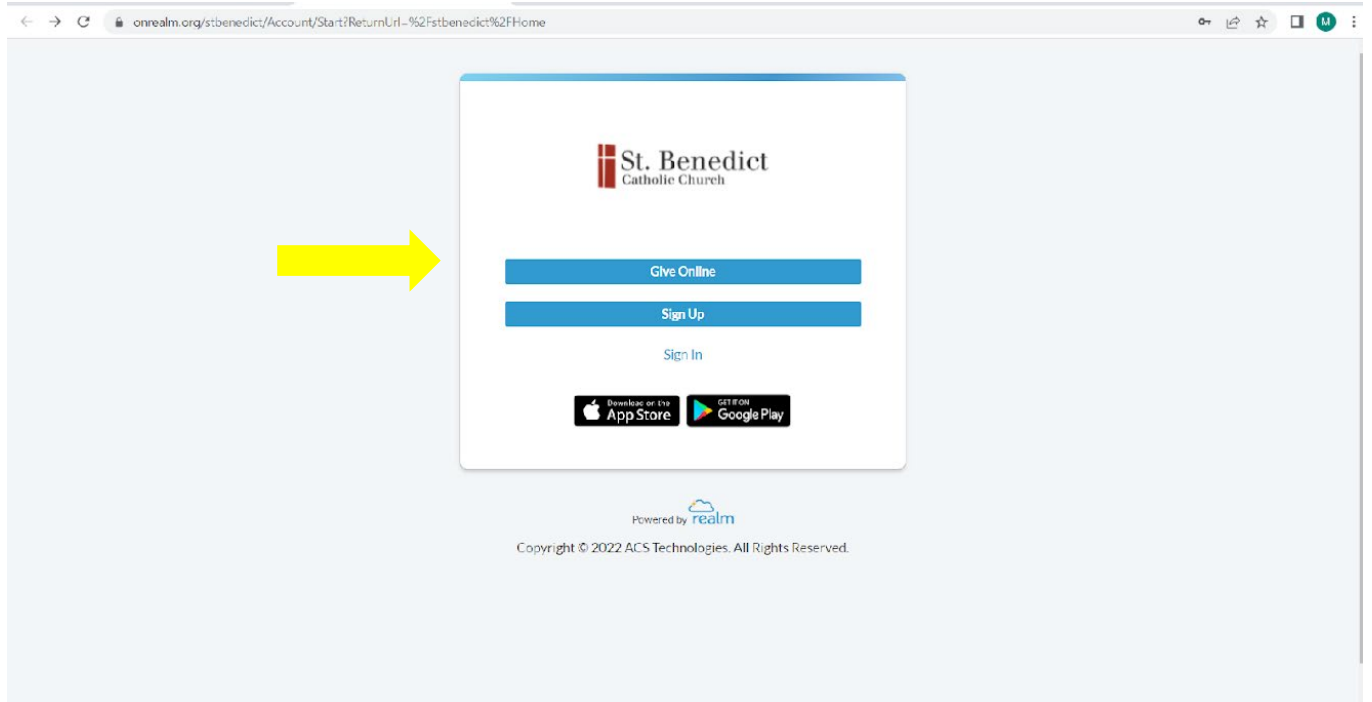 onrealm.org/stbenedict/Account/Start?ReturnUrl=%2Fstbenedict%2FHome
M
St. Benedict
Catholic Church
Give Online
Sign Up
Sign In
Download on the
App Store
GET IT ON
Google Play
Powered by realm
Copyright © 2022 ACS Technologies. All Rights Reserved.